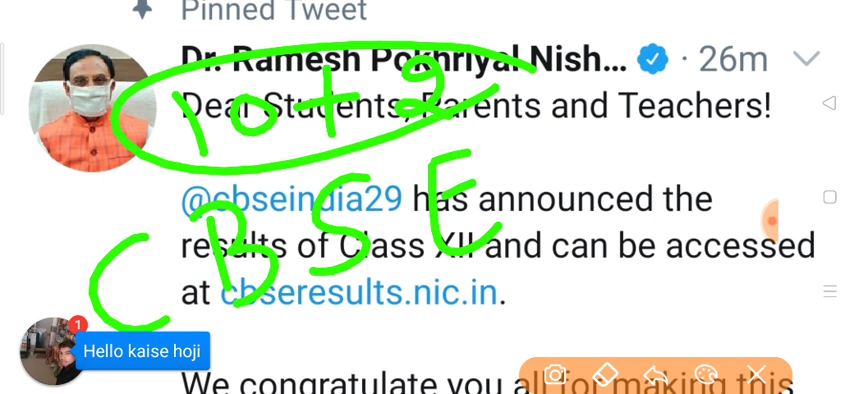 Pinned Tweet
Dr. Ramesh Pokhriyal Nish... · 26m
10+2
Dear Students, Parents and Teachers!
@cbseindia29 has announced the
CBSE
results of Class XII and can be accessed
at cbseresults.nic.in.
1
Hello kaise hoji
We congratulate you all for making this